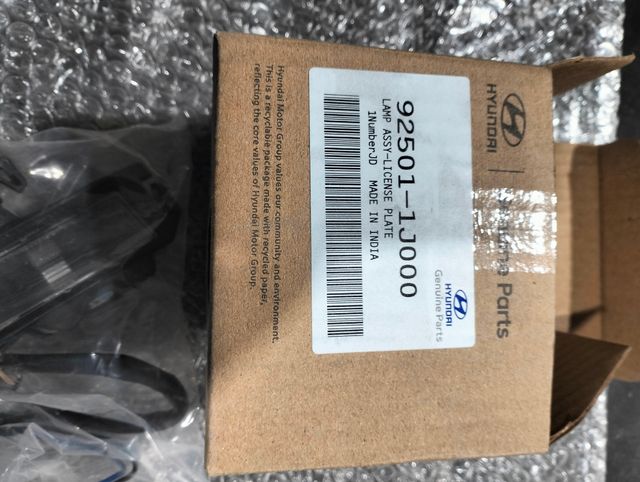 HYUNDAI
Genuine Parts
HYUNDAI
Genuine Parts
92501-1J000
LAMP ASSY-LICENSE PLATE
1NumberJD MADE IN INDIA
Hyundai Motor Group values our community and environment.
This is a recyclable package made with recycled paper,
reflecting the core values of Hyundai Motor Group.